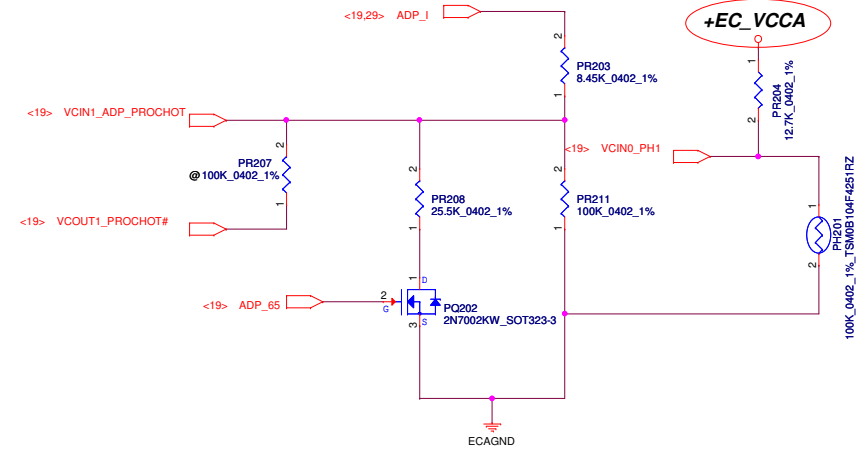 <19,29> ADP_I
+EC_VCCA
2
PR203
8.45K_0402_1%
1
1
PR204
12.7K_0402_1%
2
<19> VCIN1_ADP_PROCHOT
<19> VCIN0_PH1
2
PR207
@100K_0402_1%
1
2
PR208
25.5K_0402_1%
1
2
PR211
100K_0402_1%
1
1
PH201
100K_0402_1%_TSM0B104F4251RZ
2
<19> VCOUT1_PROCHOT#
<19> ADP_65
1
D
2
G
PQ202
2N7002KW_SOT323-3
3
S
ECAGND